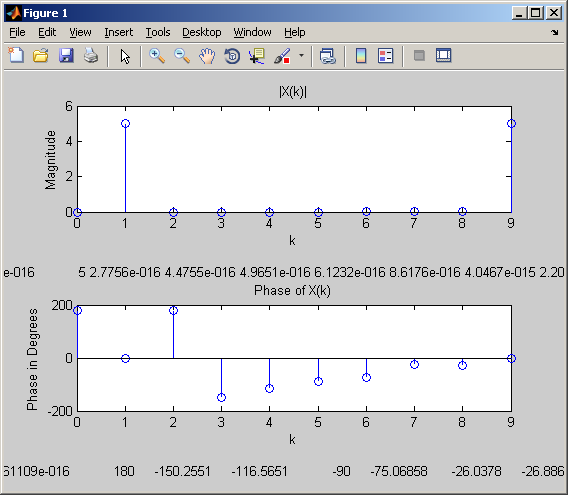 Figure 1
File Edit View Insert Tools Desktop Window Help
|X(k)|
Magnitude
6
4
2
0
0 1 2 3 4 5 6 7 8 9
k
e-016 5 2.7756e-016 4.4755e-016 4.9651e-016 6.1232e-016 8.6176e-016 4.0467e-015 2.20
Phase of X(k)
Phase in Degrees
200
0
-200
0 1 2 3 4 5 6 7 8 9
k
61109e-016 180 -150.2551 -116.5651 -90 -75.06858 -26.0378 -26.886